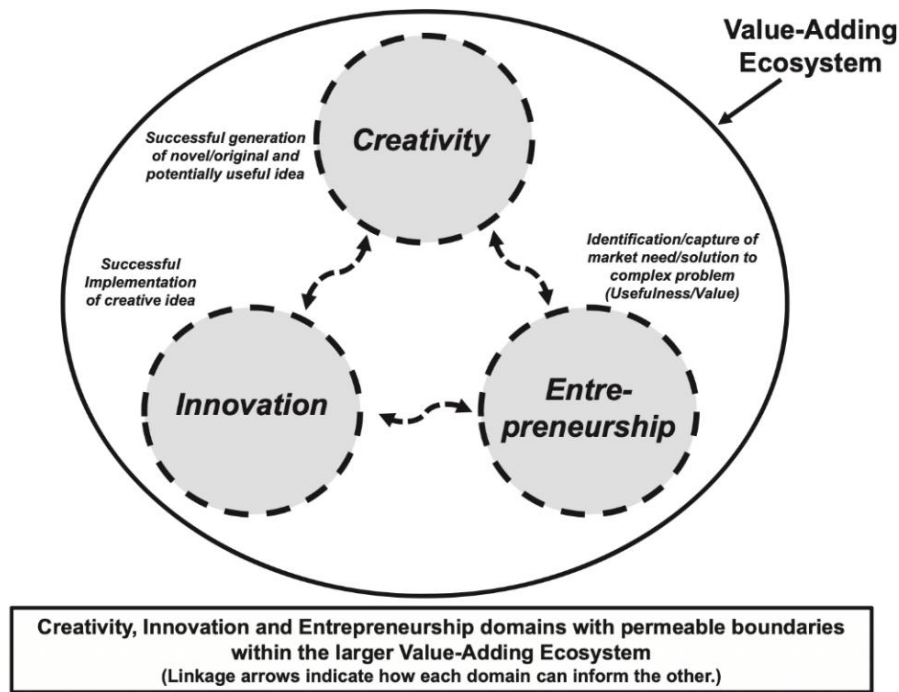 Value-Adding
Ecosystem
Creativity
Successful generation
of novel/original and
potentially useful idea
Identification/capture of
market need/solution to
complex problem
(Usefulness/Value)
Successful
Implementation
of creative idea
Innovation
Entre-
preneurship
Creativity, Innovation and Entrepreneurship domains with permeable boundaries
within the larger Value-Adding Ecosystem
(Linkage arrows indicate how each domain can inform the other.)